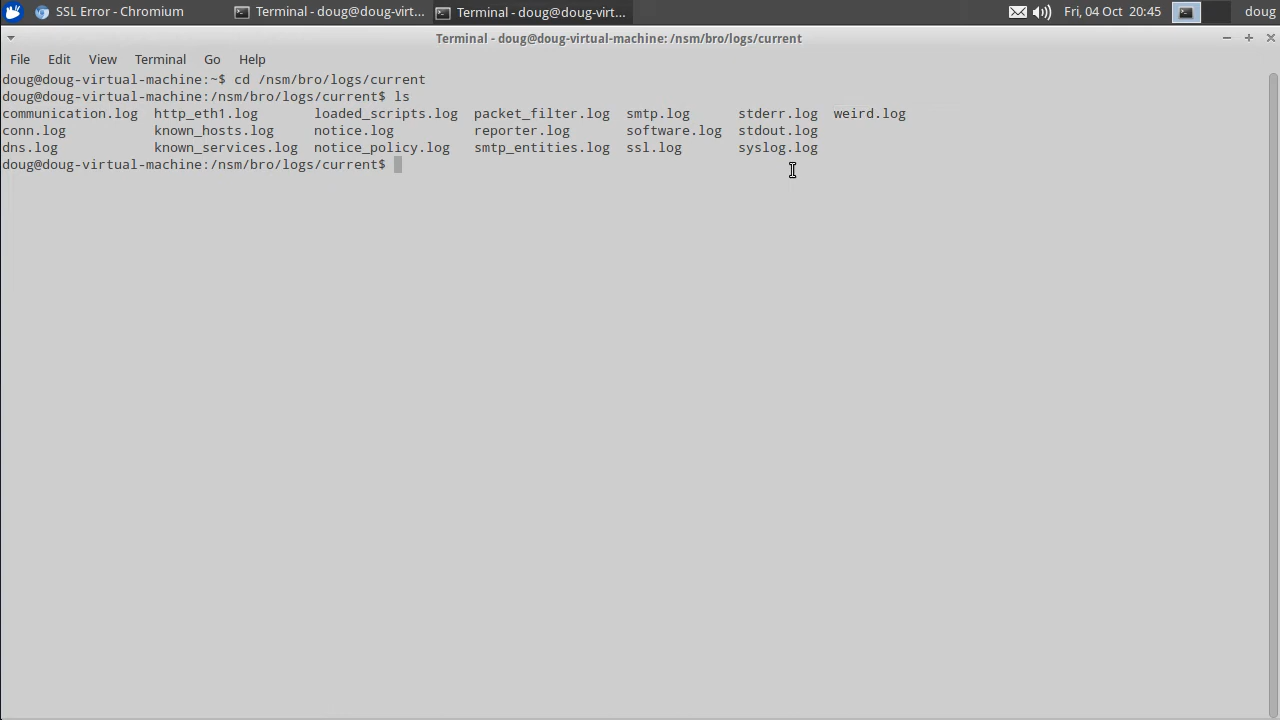 SSL Error - Chromium Terminal - doug@doug-virt... Terminal - doug@doug-virt... Fri, 04 Oct 20:45 doug
Terminal - doug@doug-virtual-machine: /nsm/bro/logs/current
File Edit View Terminal Go Help
doug@doug-virtual-machine:~$ cd /nsm/bro/logs/current
doug@doug-virtual-machine:/nsm/bro/logs/current$ ls
communication.log http_eth1.log loaded_scripts.log packet_filter.log smtp.log stderr.log weird.log
conn.log known_hosts.log notice.log reporter.log software.log stdout.log
dns.log known_services.log notice_policy.log smtp_entities.log ssl.log syslog.log
doug@doug-virtual-machine:/nsm/bro/logs/current$